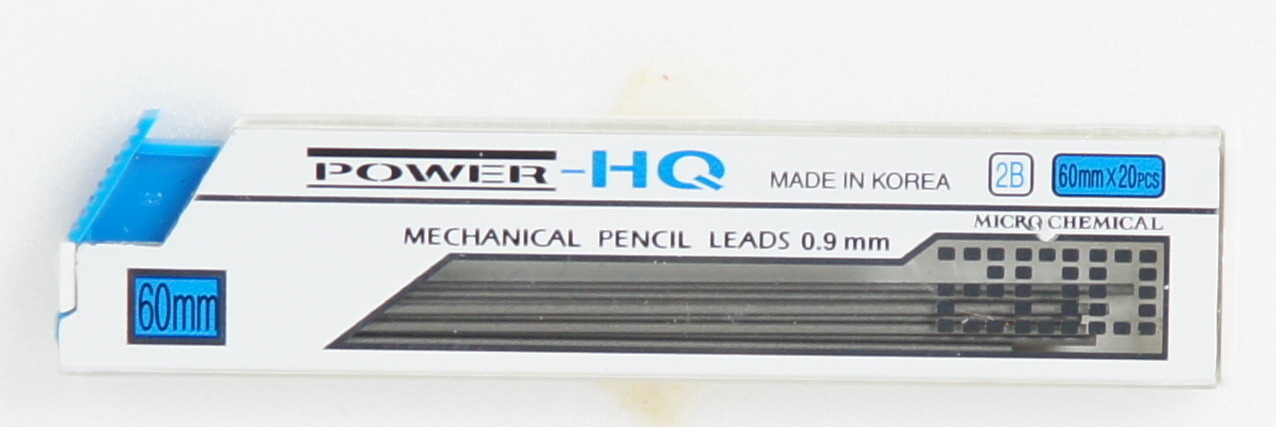 POWER-HQ MADE IN KOREA 2B 60mm X 20PCS
MICRO CHEMICAL
MECHANICAL PENCIL LEADS 0.9 mm
60mm